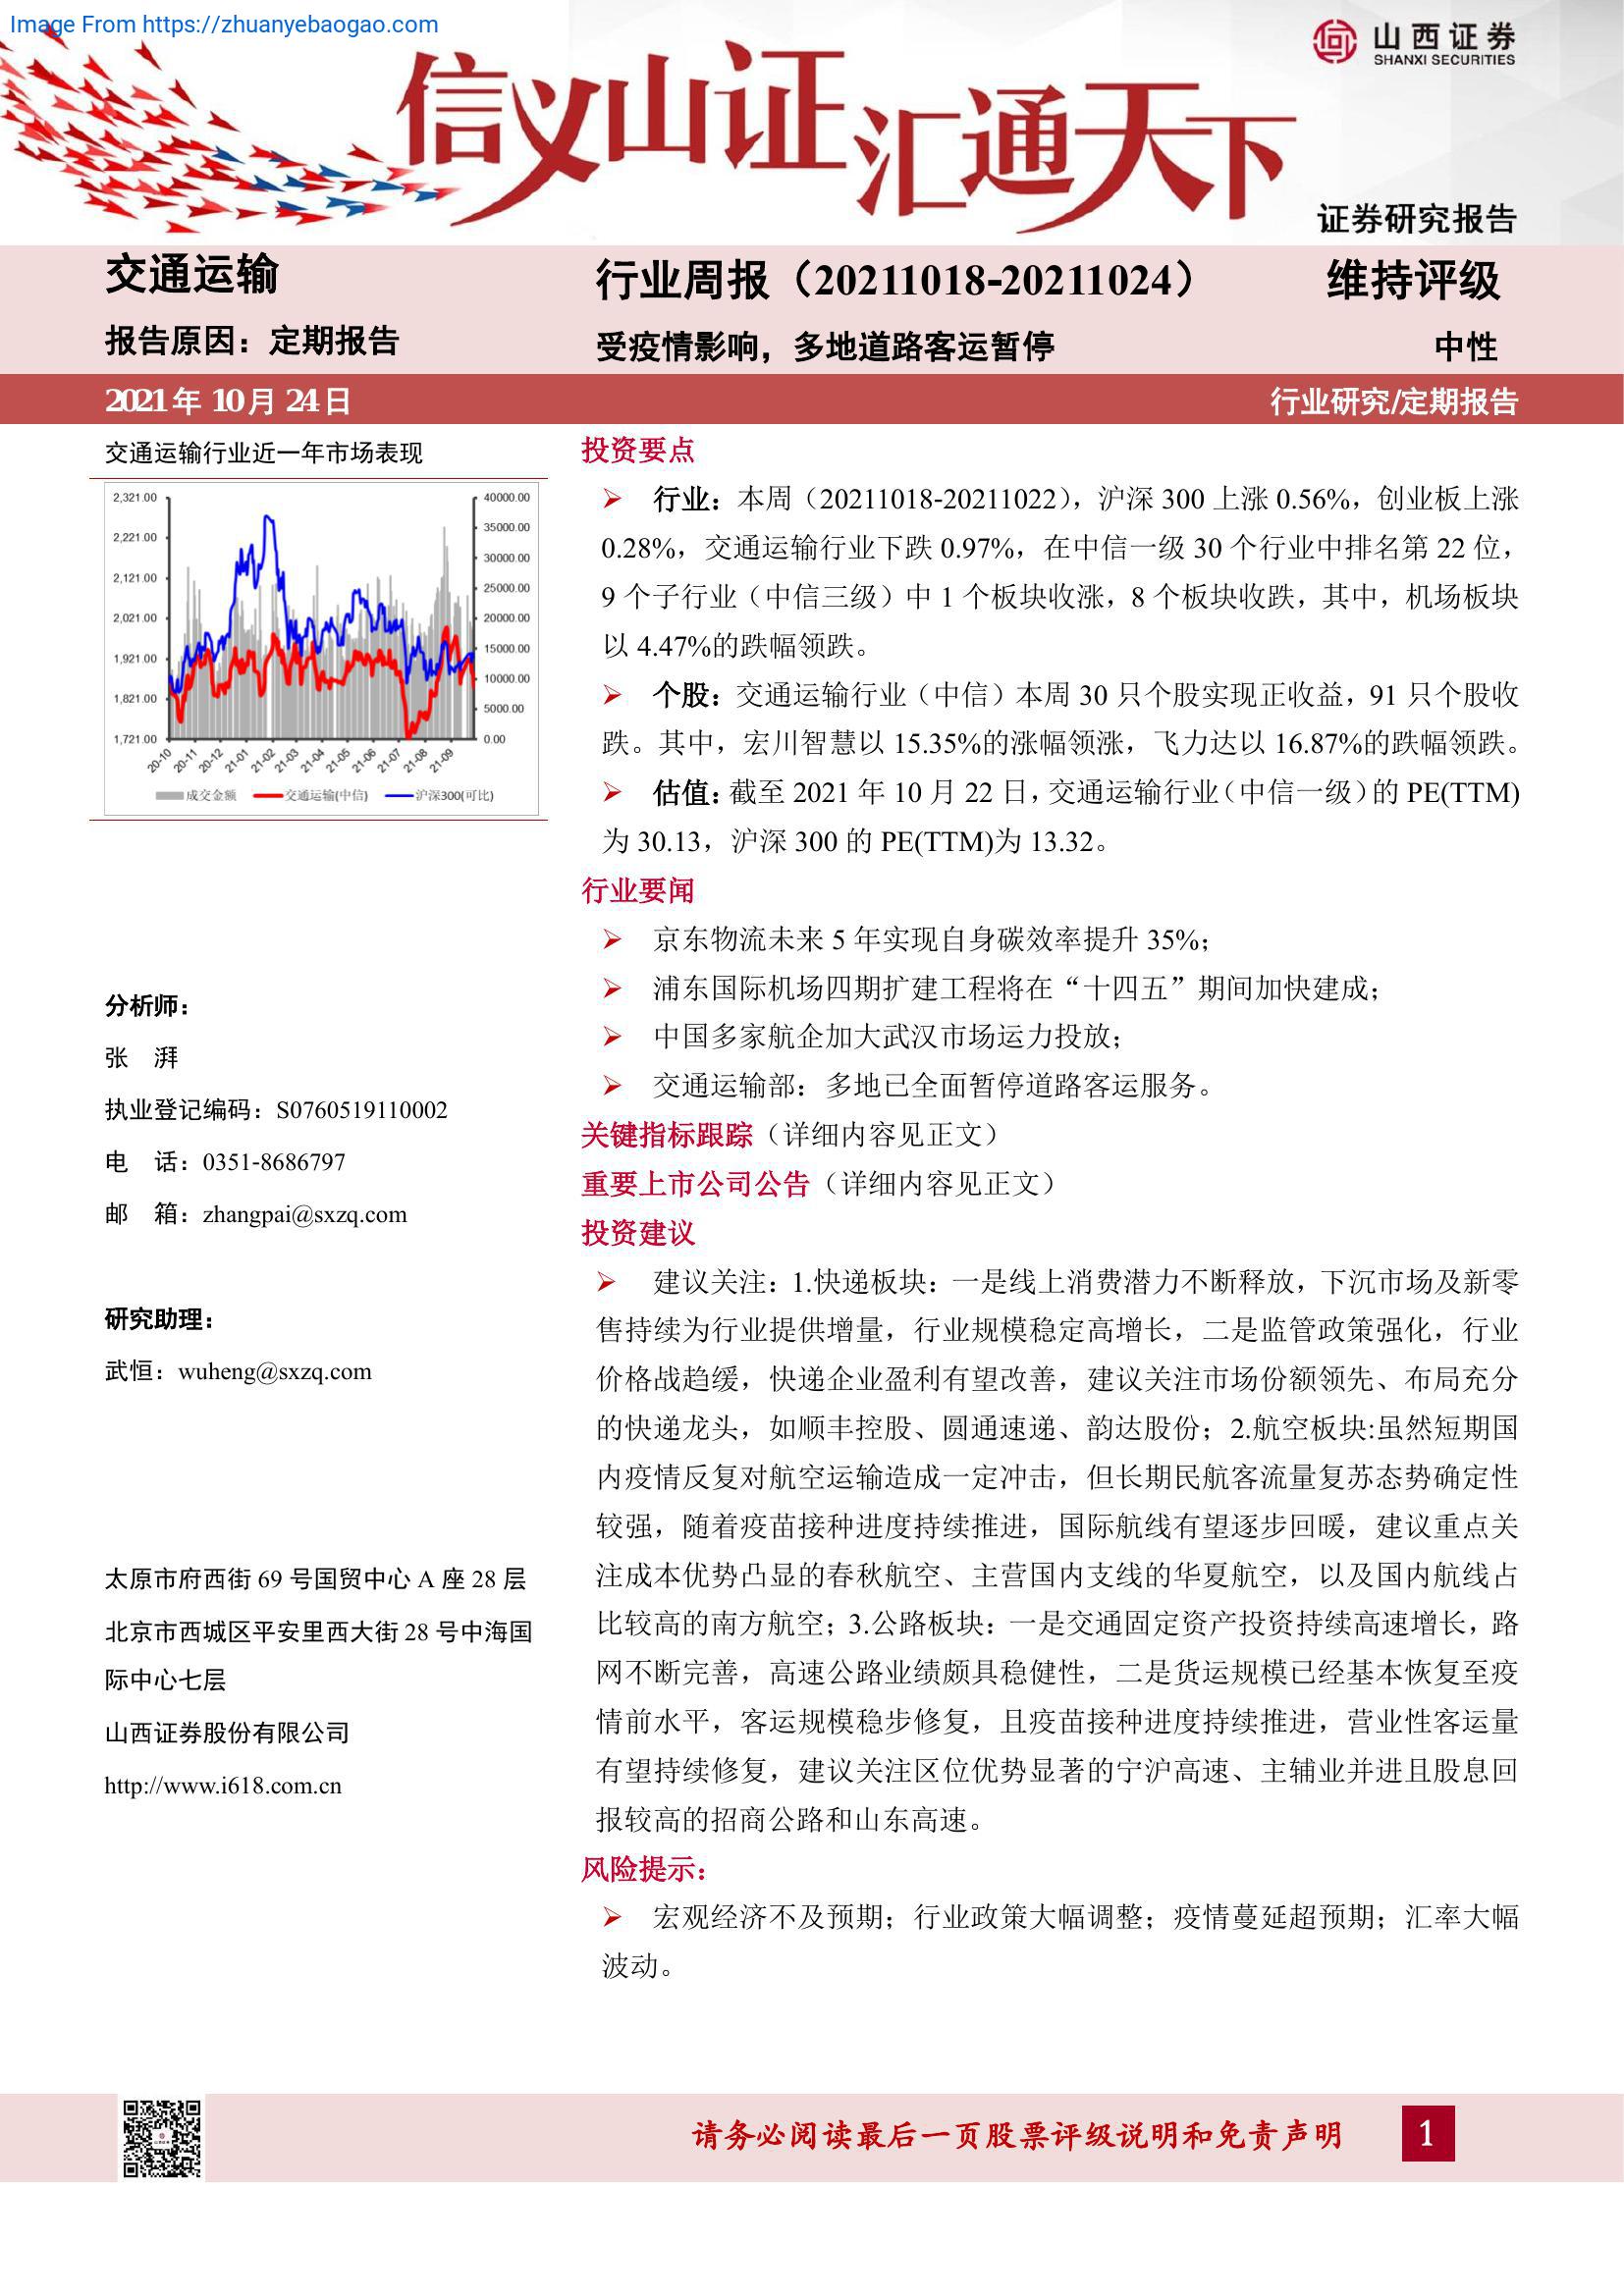 Image From https://zhuanyebaogao.com
山西证券
SHANXI SECURITIES
信义山证汇通天下
证券研究报告
交通运输
行业周报（20211018-20211024）
维持评级
报告原因：定期报告
受疫情影响，多地道路客运暂停
中性
2021年10月24日
行业研究/定期报告
交通运输行业近一年市场表现
2,321.00
2,221.00
2,121.00
2,021.00
1,921.00
1,821.00
1,721.00
40000.00
35000.00
30000.00
25000.00
20000.00
15000.00
10000.00
5000.00
0.00
20-10
20-11
20-12
21-01
21-02
21-03
21-04
21-05
21-06
21-07
21-08
21-09
成交金额
交通运输(中信)
沪深300(可比)
分析师：
张 湃
执业登记编码：S0760519110002
电 话：0351-8686797
邮 箱：zhangpai@sxzq.com
研究助理：
武恒：wuheng@sxzq.com
太原市府西街 69 号国贸中心 A 座 28 层
北京市西城区平安里西大街 28 号中海国
际中心七层
山西证券股份有限公司
http://www.i618.com.cn
投资要点
➢ 行业：本周（20211018-20211022），沪深 300 上涨 0.56%，创业板上涨
0.28%，交通运输行业下跌 0.97%，在中信一级 30 个行业中排名第 22 位，
9 个子行业（中信三级）中 1 个板块收涨，8 个板块收跌，其中，机场板块
以 4.47%的跌幅领跌。
➢ 个股：交通运输行业（中信）本周 30 只个股实现正收益，91 只个股收
跌。其中，宏川智慧以 15.35%的涨幅领涨，飞力达以 16.87%的跌幅领跌。
➢ 估值：截至 2021 年 10 月 22 日，交通运输行业（中信一级）的 PE(TTM)
为 30.13，沪深 300 的 PE(TTM)为 13.32。
行业要闻
➢ 京东物流未来 5 年实现自身碳效率提升 35%；
➢ 浦东国际机场四期扩建工程将在“十四五”期间加快建成；
➢ 中国多家航企加大武汉市场运力投放；
➢ 交通运输部：多地已全面暂停道路客运服务。
关键指标跟踪（详细内容见正文）
重要上市公司公告（详细内容见正文）
投资建议
➢ 建议关注：1.快递板块：一是线上消费潜力不断释放，下沉市场及新零
售持续为行业提供增量，行业规模稳定高增长，二是监管政策强化，行业
价格战趋缓，快递企业盈利有望改善，建议关注市场份额领先、布局充分
的快递龙头，如顺丰控股、圆通速递、韵达股份；2.航空板块:虽然短期国
内疫情反复对航空运输造成一定冲击，但长期民航客流量复苏态势确定性
较强，随着疫苗接种进度持续推进，国际航线有望逐步回暖，建议重点关
注成本优势凸显的春秋航空、主营国内支线的华夏航空，以及国内航线占
比较高的南方航空；3.公路板块：一是交通固定资产投资持续高速增长，路
网不断完善，高速公路业绩颇具稳健性，二是货运规模已经基本恢复至疫
情前水平，客运规模稳步修复，且疫苗接种进度持续推进，营业性客运量
有望持续修复，建议关注区位优势显著的宁沪高速、主辅业并进且股息回
报较高的招商公路和山东高速。
风险提示：
➢ 宏观经济不及预期；行业政策大幅调整；疫情蔓延超预期；汇率大幅
波动。
请务必阅读最后一页股票评级说明和免责声明
1